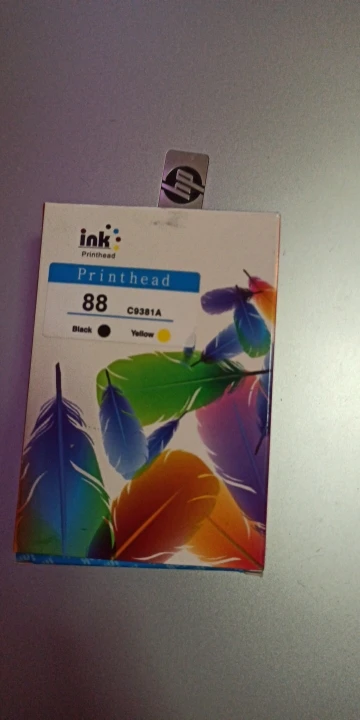 hp
ink
Printhead
Printhead
88 C9381A
Black Yellow